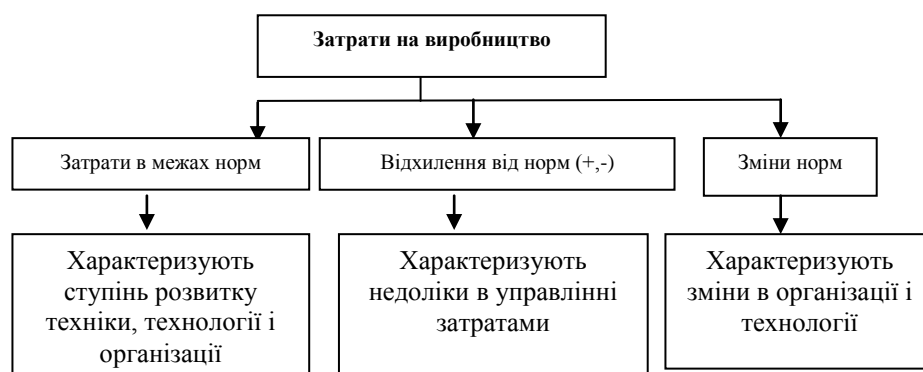 Затрати на виробництво
Затрати в межах норм
Відхилення від норм (+,-)
Зміни норм
Характеризують
ступінь розвитку
техніки, технології і
організації
Характеризують
недоліки в управлінні
затратами
Характеризують
зміни в організації і
технології